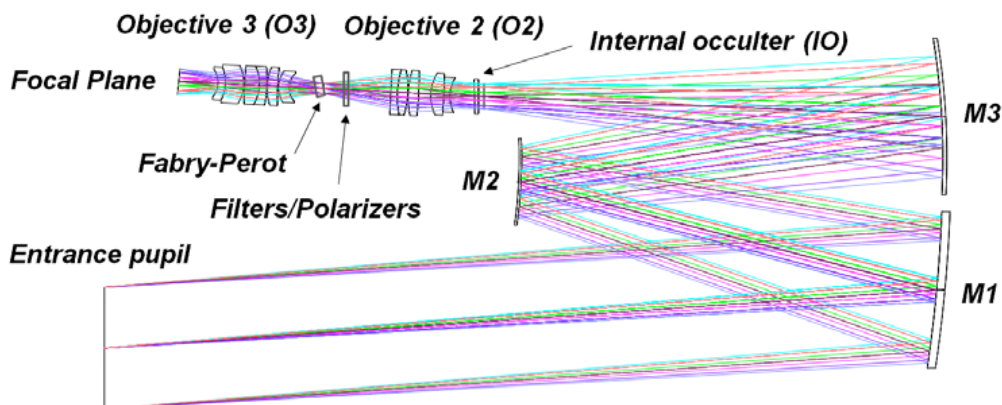 Objective 3 (O3)
Objective 2 (O2)
Internal occulter (IO)
Focal Plane
M3
Fabry-Perot
M2
Filters/Polarizers
Entrance pupil
M1